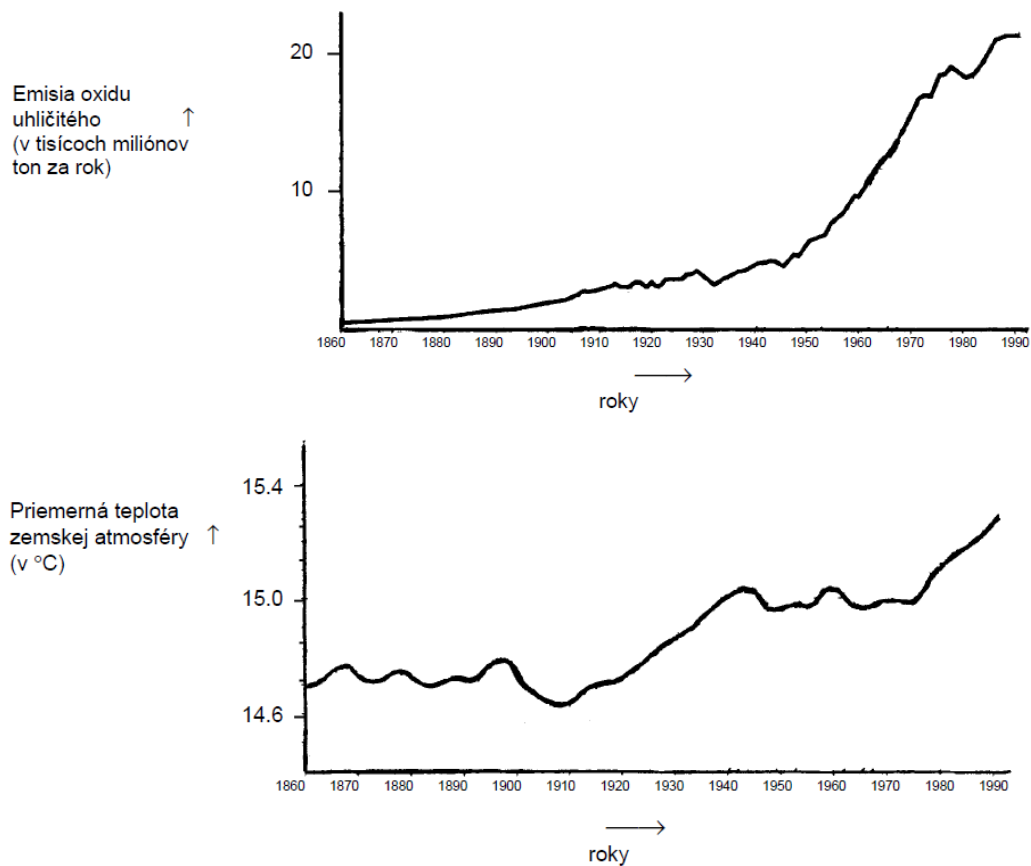 20
Emisia oxidu
uhličitého ↑
(v tisícoch miliónov
ton za rok)
10
1860 1870 1880 1890 1900 1910 1920 1930 1940 1950 1960 1970 1980 1990
⟶
roky
15.4
Priemerná teplota
zemskej atmosféry ↑
(v °C)
15.0
14.6
1860 1870 1880 1890 1900 1910 1920 1930 1940 1950 1960 1970 1980 1990
⟶
roky